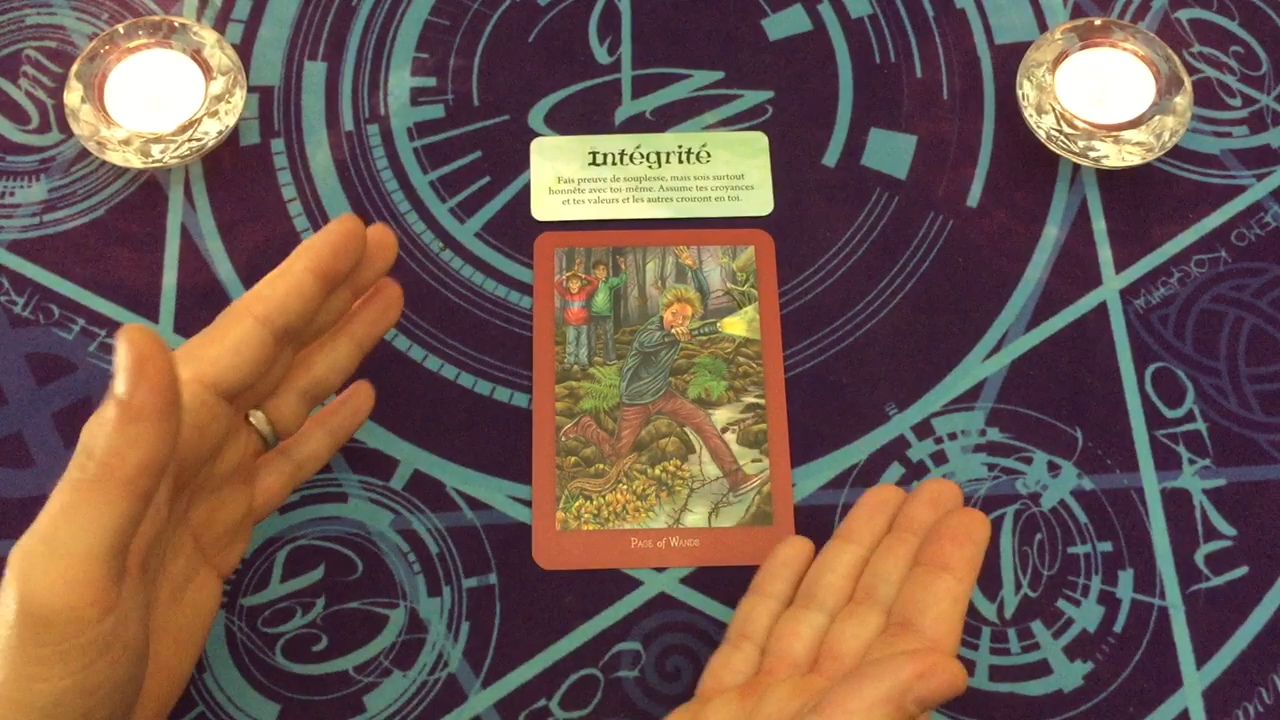 Intégrité
Fais preuve de souplesse, mais sois surtout
honnête avec toi-même. Assume tes croyances
et tes valeurs et les autres croiront en toi.
Page of Wands
OTAKU